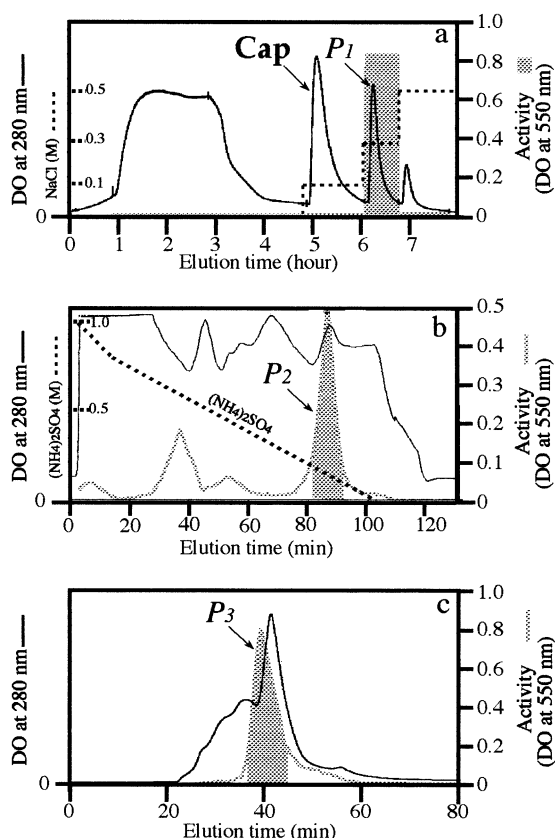 a
Cap
P1
DO at 280 nm
NaCl (M)
0.5
0.3
0.1
0
1.0
0.8
0.6
0.4
0.2
0
Activity
(DO at 550 nm)
0 1 2 3 4 5 6 7
Elution time (hour)
b
P2
DO at 280 nm
(NH4)2SO4 (M)
1.0
0.5
0
(NH4)2SO4
0.5
0.4
0.3
0.2
0.1
0
Activity
(DO at 550 nm)
0 20 40 60 80 100 120
Elution time (min)
c
P3
DO at 280 nm
0
1.0
0.8
0.6
0.4
0.2
0
Activity
(DO at 550 nm)
0 20 40 60 80
Elution time (min)